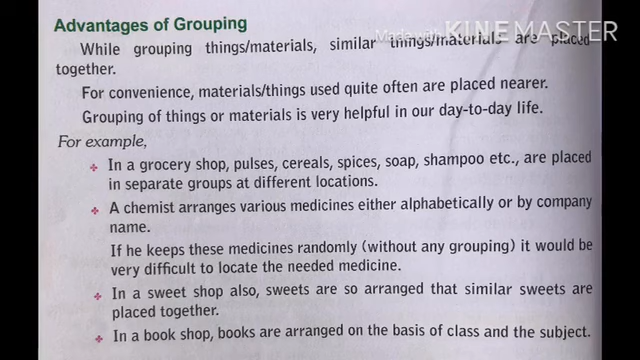 Advantages of Grouping
Made with KINEMASTER
While grouping things/materials, similar things/materials are placed
together.
For convenience, materials/things used quite often are placed nearer.
Grouping of things or materials is very helpful in our day-to-day life.
For example,
❖ In a grocery shop, pulses, cereals, spices, soap, shampoo etc., are placed
in separate groups at different locations.
❖ A chemist arranges various medicines either alphabetically or by company
name.
If he keeps these medicines randomly (without any grouping) it would be
very difficult to locate the needed medicine.
❖ In a sweet shop also, sweets are so arranged that similar sweets are
placed together.
❖ In a book shop, books are arranged on the basis of class and the subject.